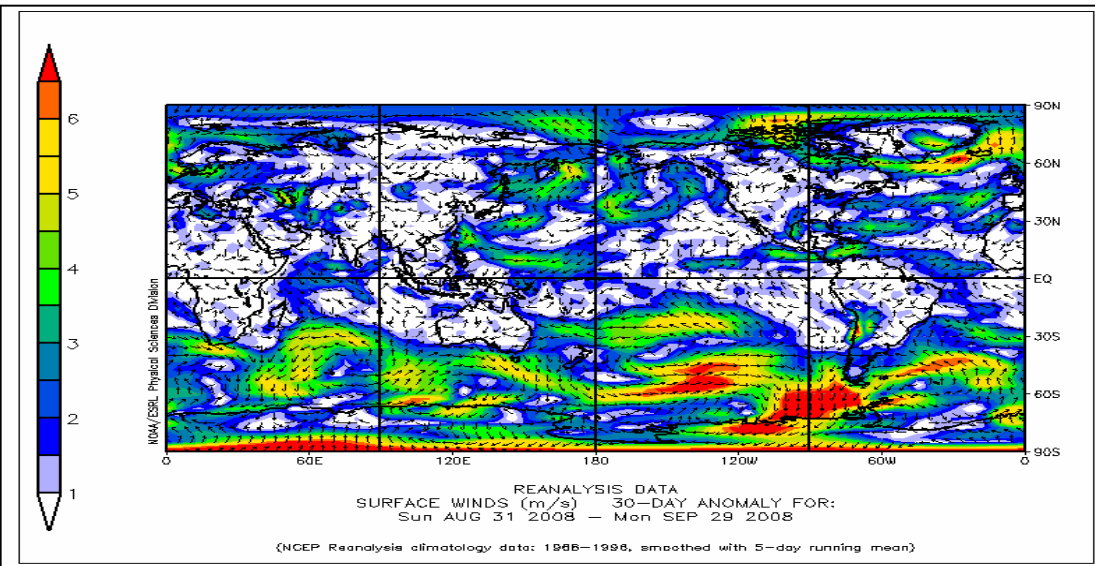 6
5
4
3
2
1
90N
60N
30N
EQ
30S
60S
90S
0 60E 120E 180 120W 60W 0
NOAA/ESRL Physical Sciences Division
REANALYSIS DATA
SURFACE WINDS (m/s) 30-DAY ANOMALY FOR:
Sun AUG 31 2008 - Mon SEP 29 2008
(NCEP Reanalysis climatology data: 1968-1996, smoothed with 5-day running mean)